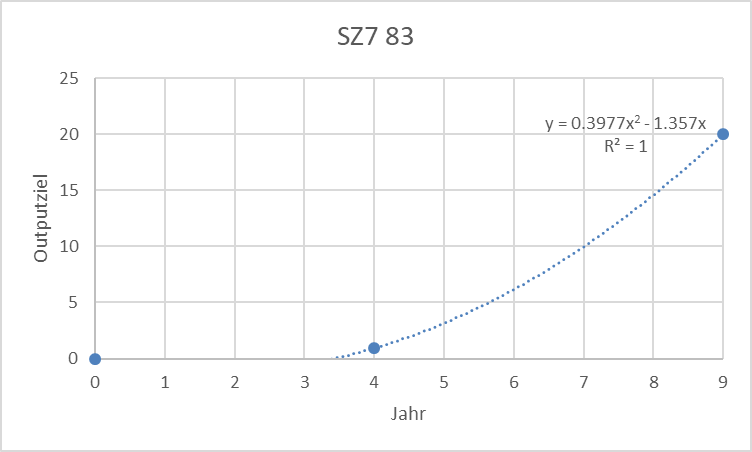 SZ7 83
25
20
15
10
5
0
y = 0.3977x² - 1.357x
R² = 1
Outputziel
0 1 2 3 4 5 6 7 8 9
Jahr